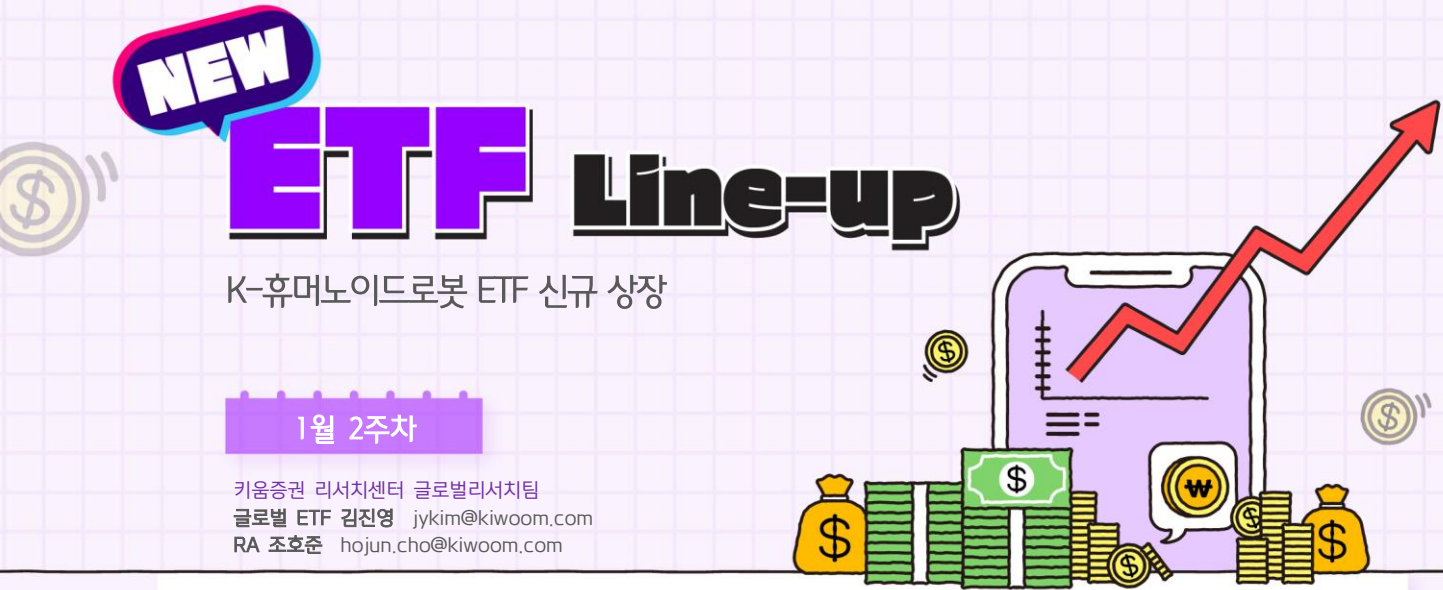 NEW
ETF Line-up
K-휴머노이드로봇 ETF 신규 상장
1월 2주차
키움증권 리서치센터 글로벌리서치팀
글로벌 ETF 김진영 jykim@kiwoom.com
RA 조호준 hojun.cho@kiwoom.com
$
$
$
$
₩
$
$
$
$